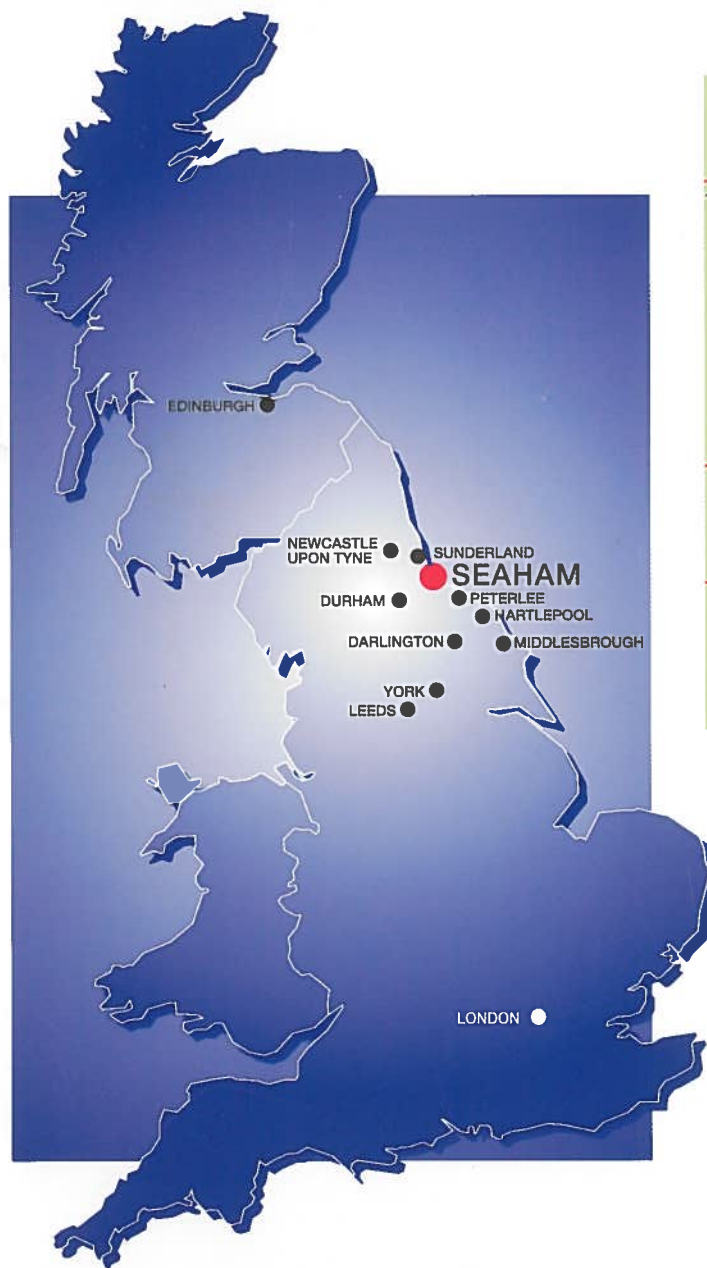 EDINBURGH
NEWCASTLE
UPON TYNE
SUNDERLAND
SEAHAM
DURHAM
PETERLEE
HARTLEPOOL
DARLINGTON
MIDDLESBROUGH
YORK
LEEDS
LONDON